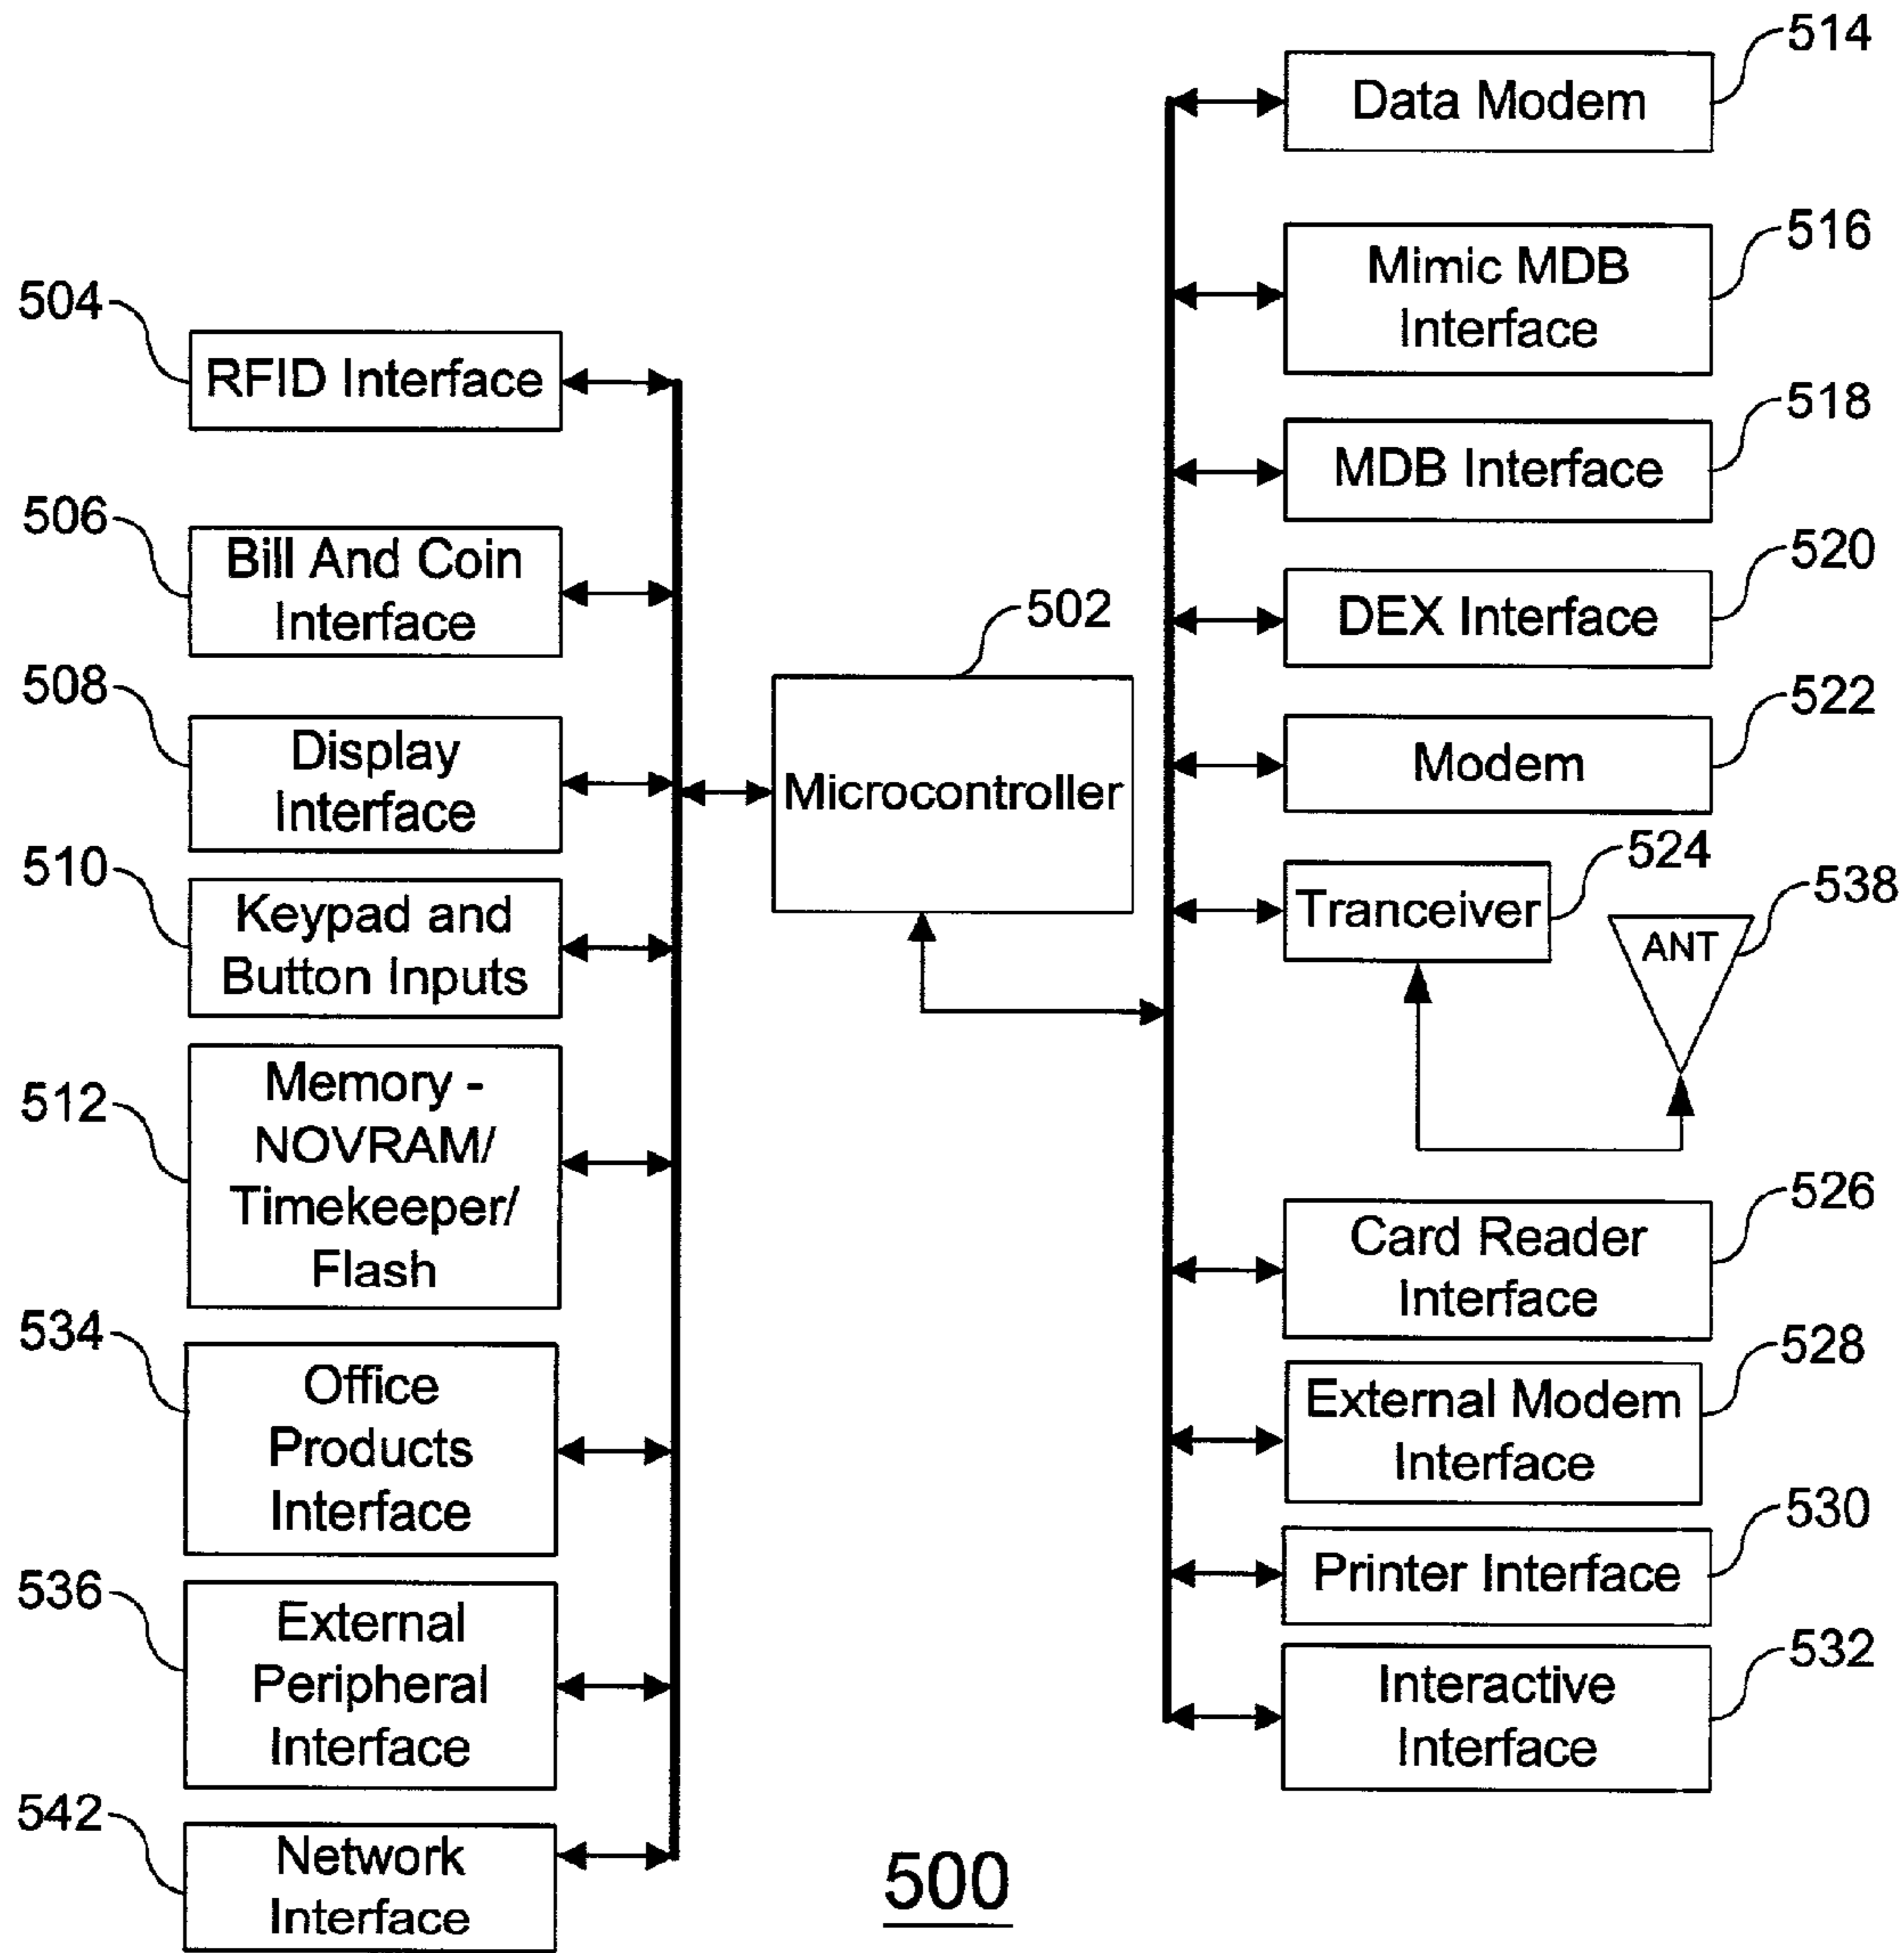 504
RFID Interface
506
Bill And Coin
Interface
508
Display
Interface
510
Keypad and
Button Inputs
512
Memory -
NOVRAM/
Timekeeper/
Flash
534
Office
Products
Interface
536
External
Peripheral
Interface
542
Network
Interface
502
Microcontroller
514
Data Modem
516
Mimic MDB
Interface
518
MDB Interface
520
DEX Interface
522
Modem
524
Tranceiver
538
ANT
526
Card Reader
Interface
528
External Modem
Interface
530
Printer Interface
532
Interactive
Interface
500